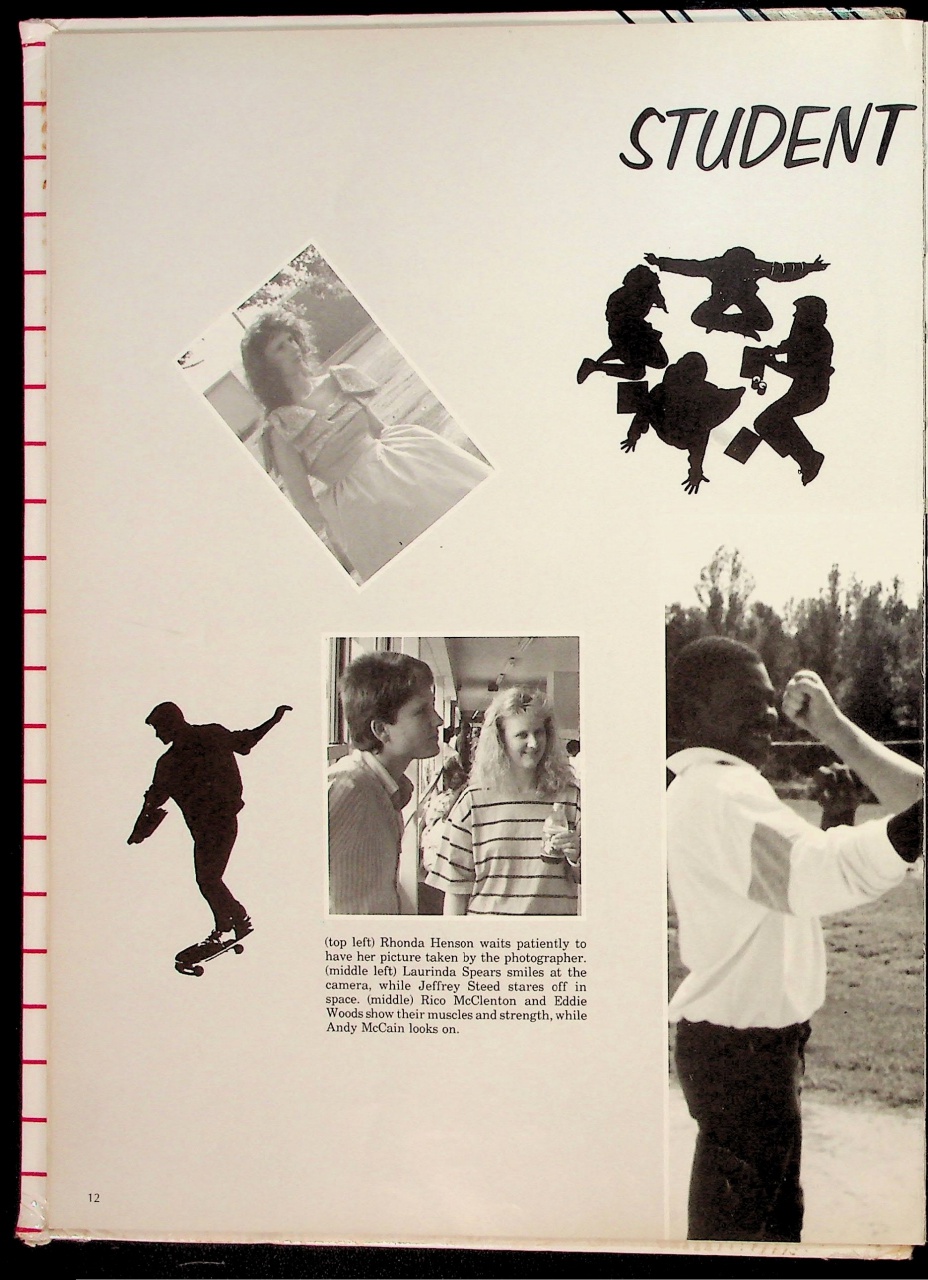 STUDENT
(top left) Rhonda Henson waits patiently to
have her picture taken by the photographer.
(middle left) Laurinda Spears smiles at the
camera, while Jeffrey Steed stares off in
space. (middle) Rico McClenton and Eddie
Woods show their muscles and strength, while
Andy McCain looks on.
12